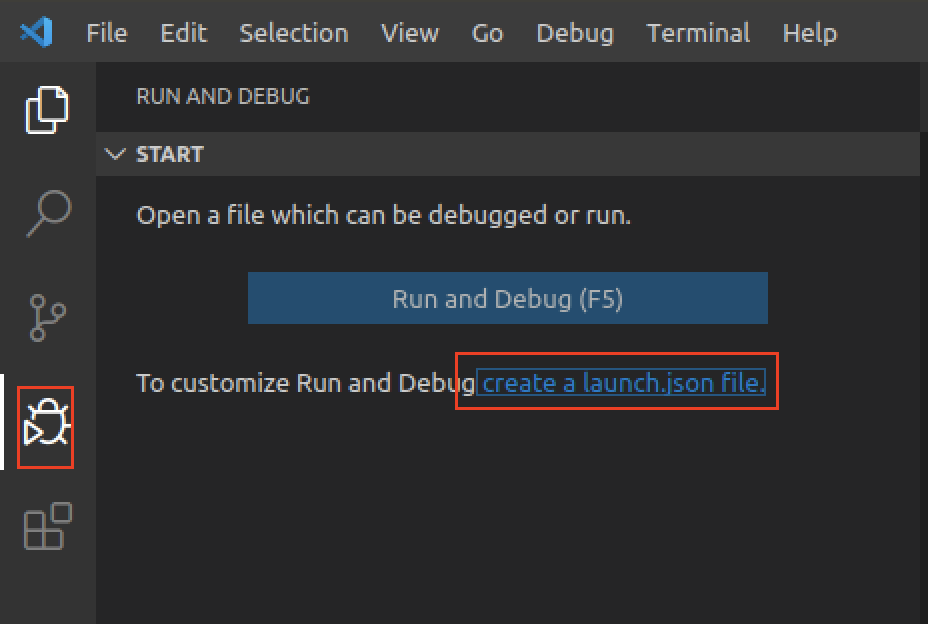 File Edit Selection View Go Debug Terminal Help
RUN AND DEBUG
START
Open a file which can be debugged or run.
Run and Debug (F5)
To customize Run and Debug create a launch.json file.